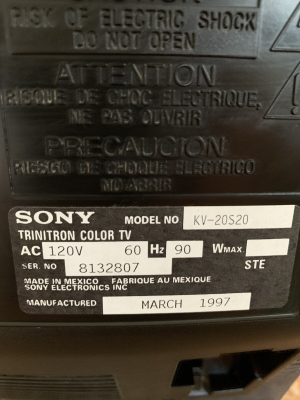 CAUTION
RISK OF ELECTRIC SHOCK
DO NOT OPEN
ATTENTION
RISQUE DE CHOC ELECTRIQUE,
NE PAS OUVRIR
PRECAUCION
RIESGO DE CHOQUE ELECTRICO
NO ABRIR
SONY MODEL NO KV-20S20
TRINITRON COLOR TV
AC 120V 60 Hz 90 WMAX
SER. NO 8132807 STE
MADE IN MEXICO FABRIQUE AU MEXIQUE
SONY ELECTRONICS INC
MANUFACTURED MARCH 1997